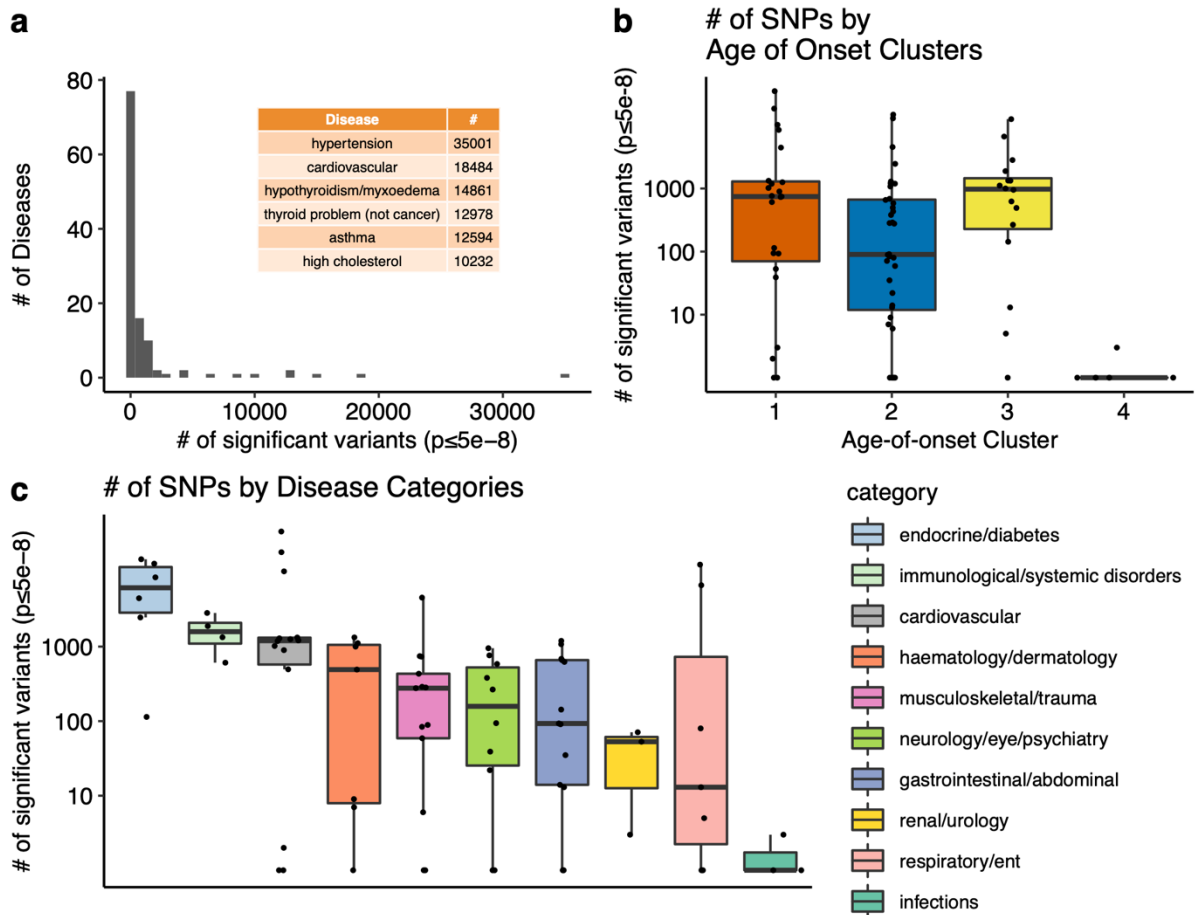 a
80
60
40
20
0
# of Diseases
Disease #
hypertension 35001
cardiovascular 18484
hypothyroidism/myxoedema 14861
thyroid problem (not cancer) 12978
asthma 12594
high cholesterol 10232
0 10000 20000 30000
# of significant variants (p≤5e−8)
b
# of SNPs by
Age of Onset Clusters
# of significant variants (p≤5e-8)
1000
100
10
1 2 3 4
Age-of-onset Cluster
c
# of SNPs by Disease Categories
# of significant variants (p≤5e−8)
1000
100
10
category
endocrine/diabetes
immunological/systemic disorders
cardiovascular
haematology/dermatology
musculoskeletal/trauma
neurology/eye/psychiatry
gastrointestinal/abdominal
renal/urology
respiratory/ent
infections